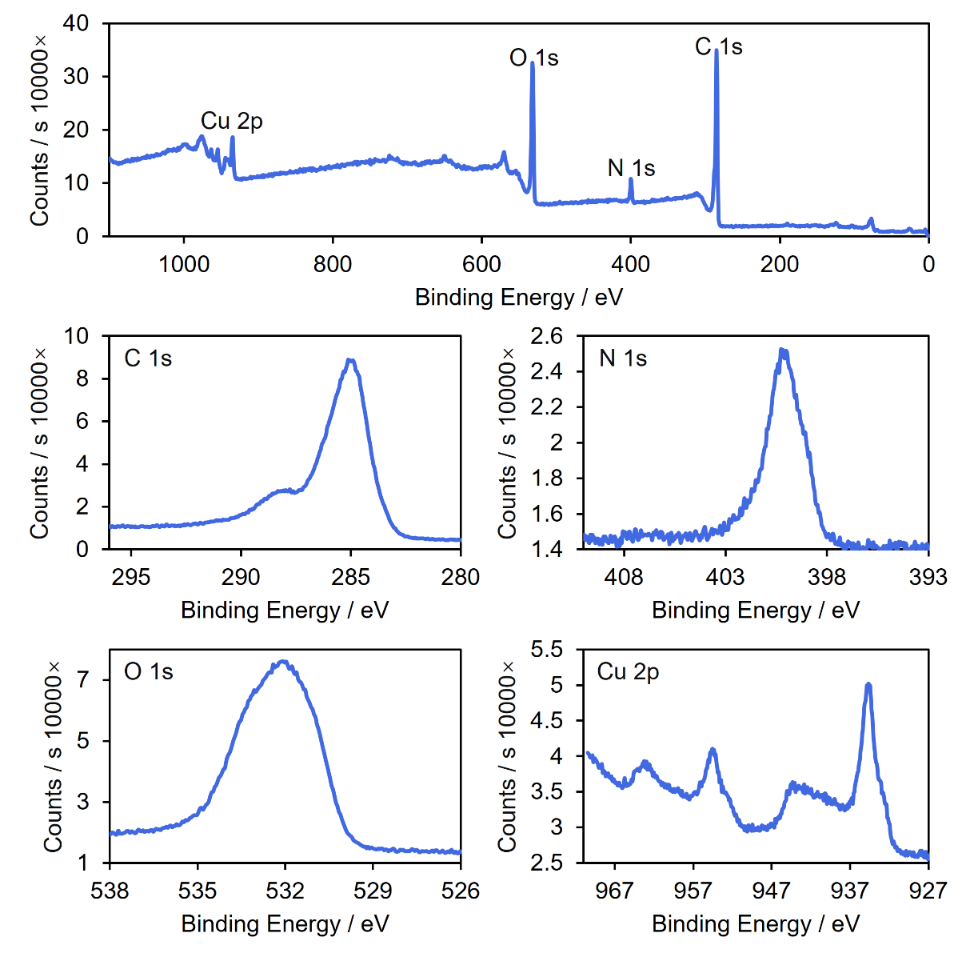 40
30
20
10
0
Counts / s 10000×
Cu 2p
O 1s
N 1s
C 1s
1000
800
600
400
200
0
Binding Energy / eV
10
8
6
4
2
0
Counts / s 10000×
C 1s
295
290
285
280
Binding Energy / eV
2.6
2.4
2.2
2
1.8
1.6
1.4
Counts / s 10000×
N 1s
408
403
398
393
Binding Energy / eV
7
5
3
1
Counts / s 10000×
O 1s
538
535
532
529
526
Binding Energy / eV
5.5
5
4.5
4
3.5
3
2.5
Counts / s 10000×
Cu 2p
967
957
947
937
927
Binding Energy / eV